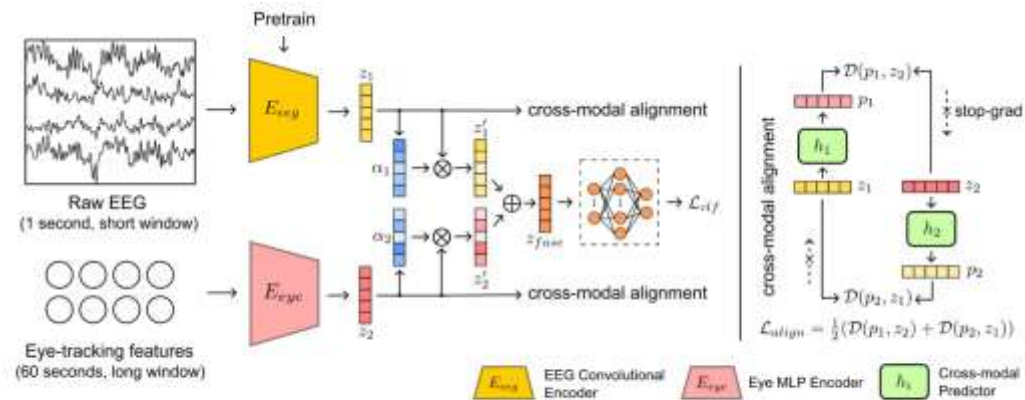 Pretrain
E_eeg
z_1
cross-modal alignment
Raw EEG
(1 second, short window)
α_1
z'_1
z_fuse
L_clf
α_2
z'_2
E_eye
z_2
cross-modal alignment
Eye-tracking features
(60 seconds, long window)
cross-modal alignment
D(p_1, z_2)
p_1
stop-grad
h_1
z_1
z_2
h_2
p_2
D(p_2, z_1)
L_align = 1/2(D(p_1, z_2) + D(p_2, z_1))
E_eeg
EEG Convolutional
Encoder
E_eye
Eye MLP Encoder
h_i
Cross-modal
Predictor